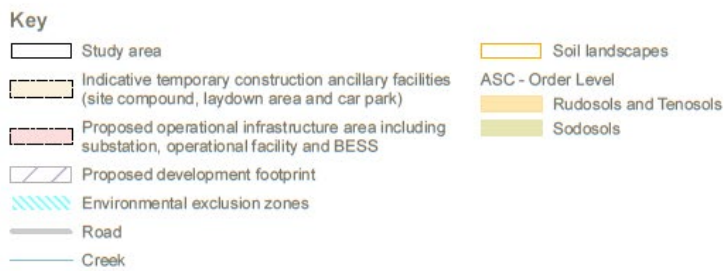 Key
Study area
Indicative temporary construction ancillary facilities
(site compound, laydown area and car park)
Proposed operational infrastructure area including
substation, operational facility and BESS
Proposed development footprint
Environmental exclusion zones
Road
Creek
Soil landscapes
ASC - Order Level
Rudosols and Tenosols
Sodosols